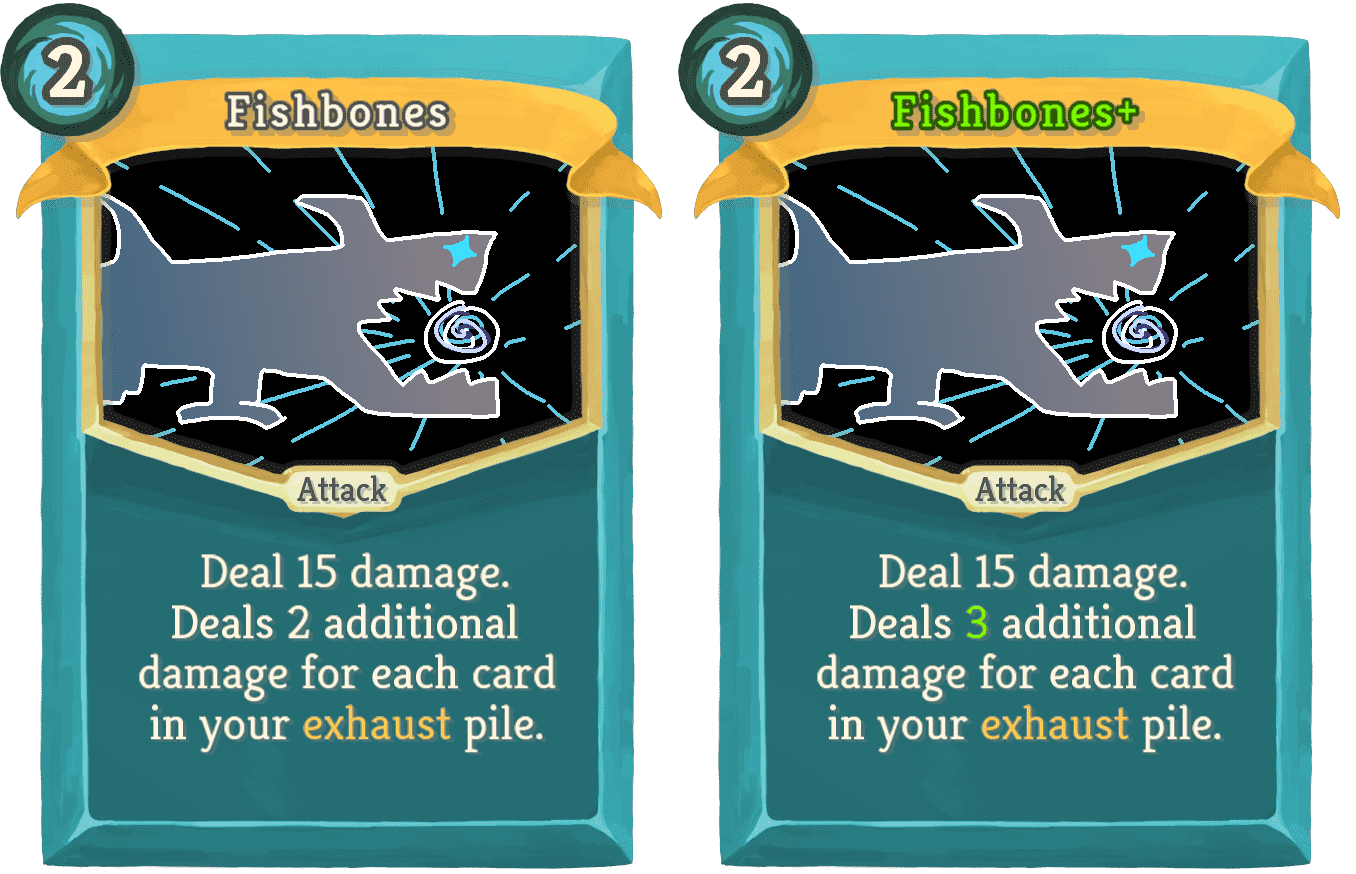 2
Fishbones
Attack
Deal 15 damage.
Deals 2 additional
damage for each card
in your exhaust pile.
2
Fishbones+
Attack
Deal 15 damage.
Deals 3 additional
damage for each card
in your exhaust pile.